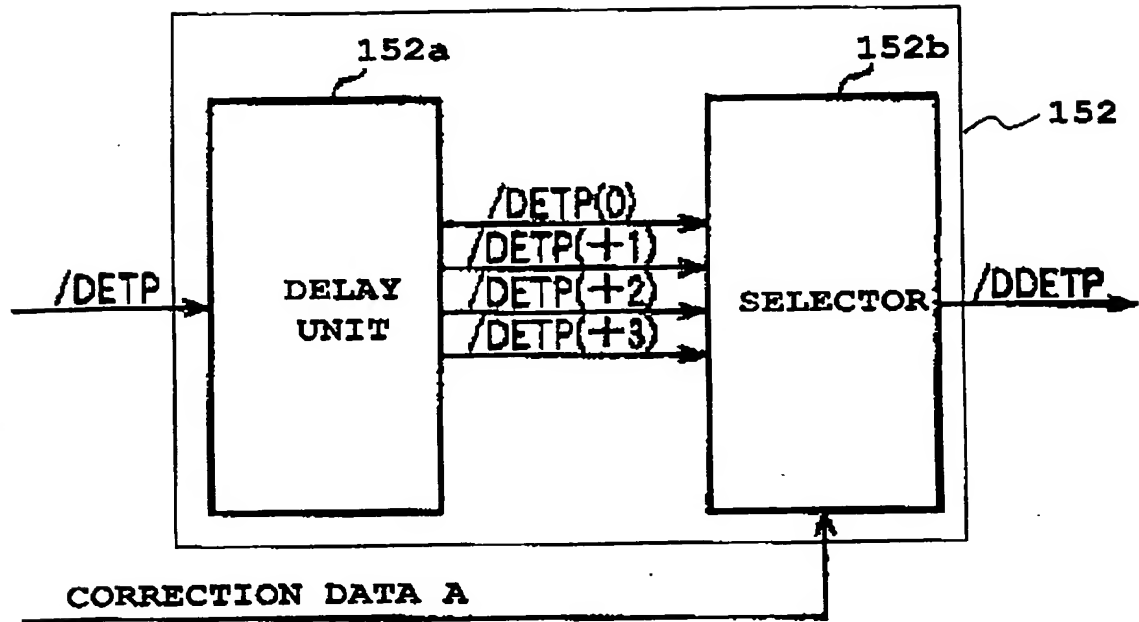 152a
152b
152
/DETP(0)
/DETP(+1)
/DETP(+2)
/DETP(+3)
/DETP
DELAY
UNIT
SELECTOR
/DDETP
CORRECTION DATA A